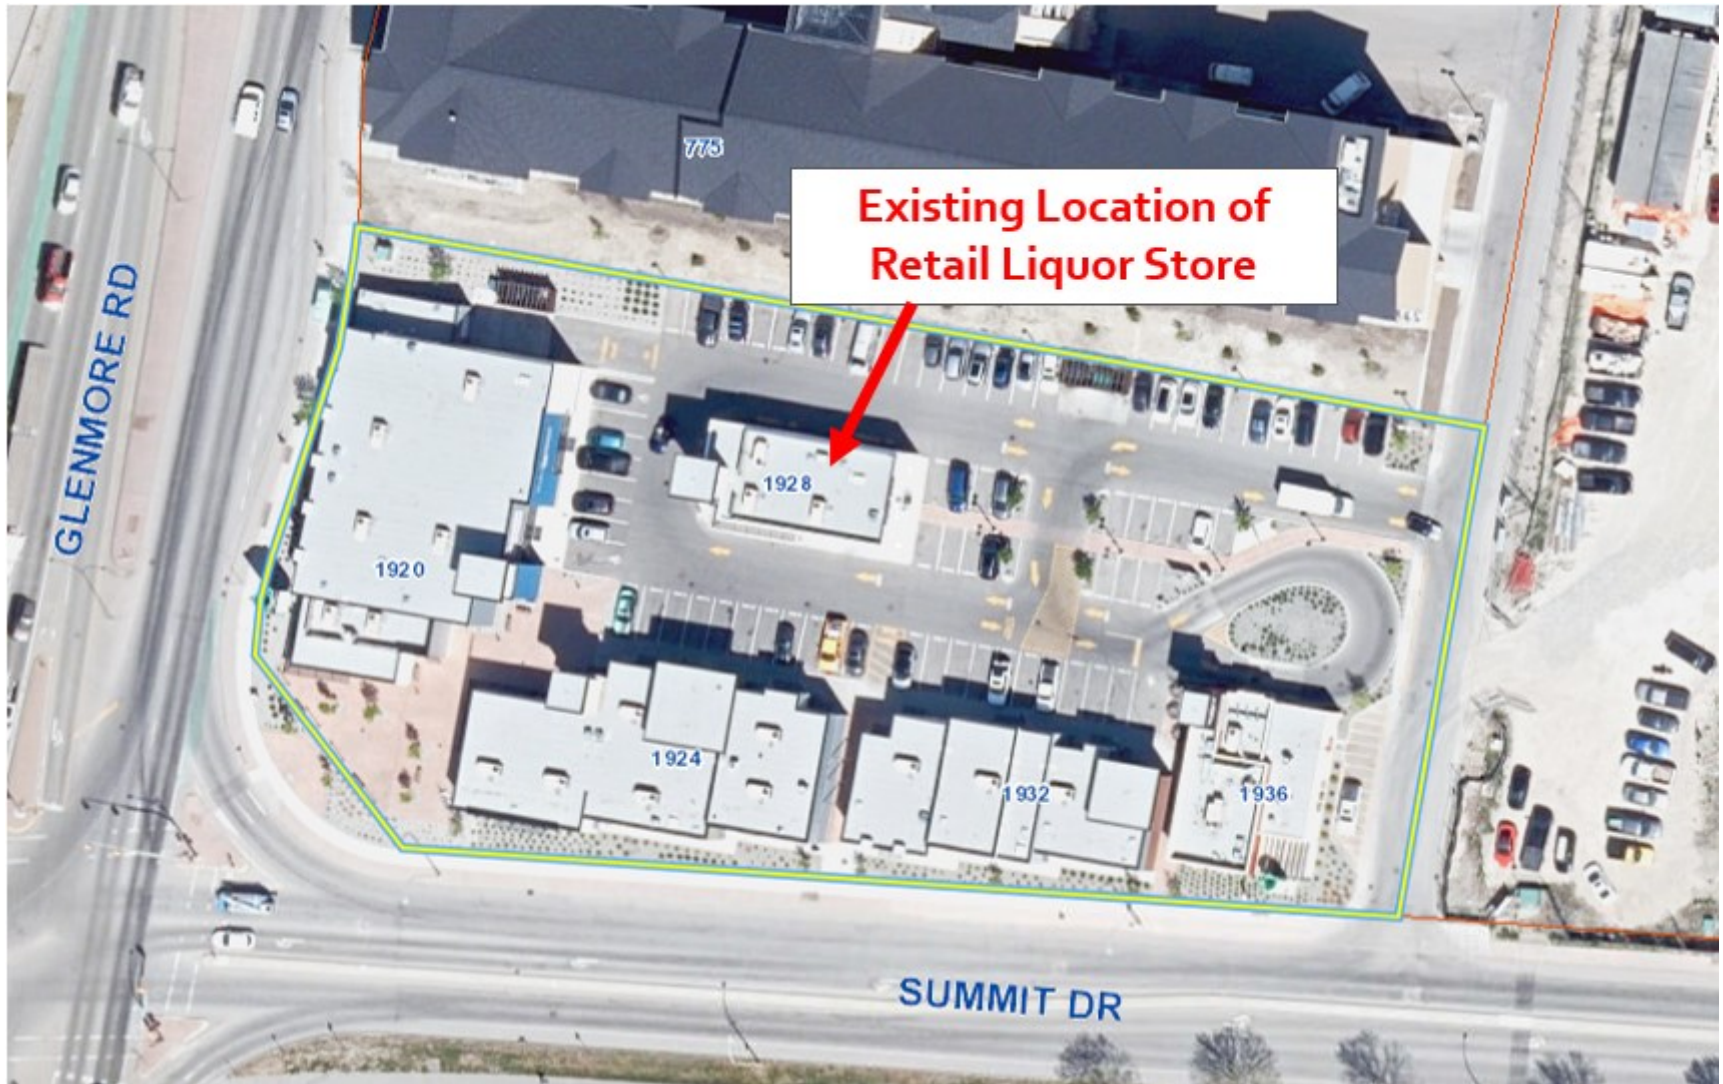 775
Existing Location of
Retail Liquor Store
GLENMORE RD
1928
1920
1924
1932
1936
SUMMIT DR